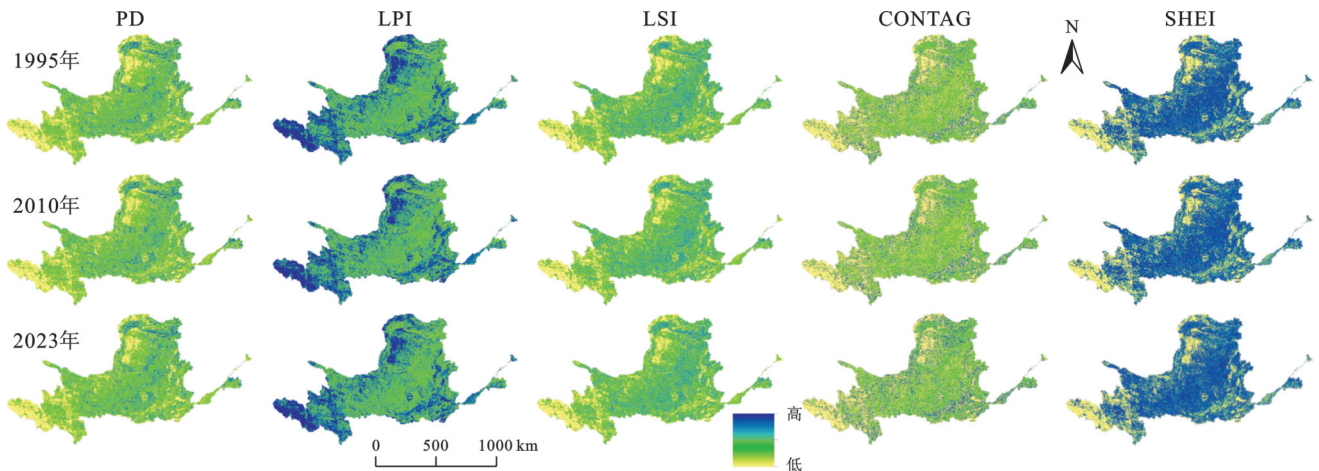 PD LPI LSI CONTAG SHEI
N
1995年
2010年
2023年
高
低
0 500 1000 km